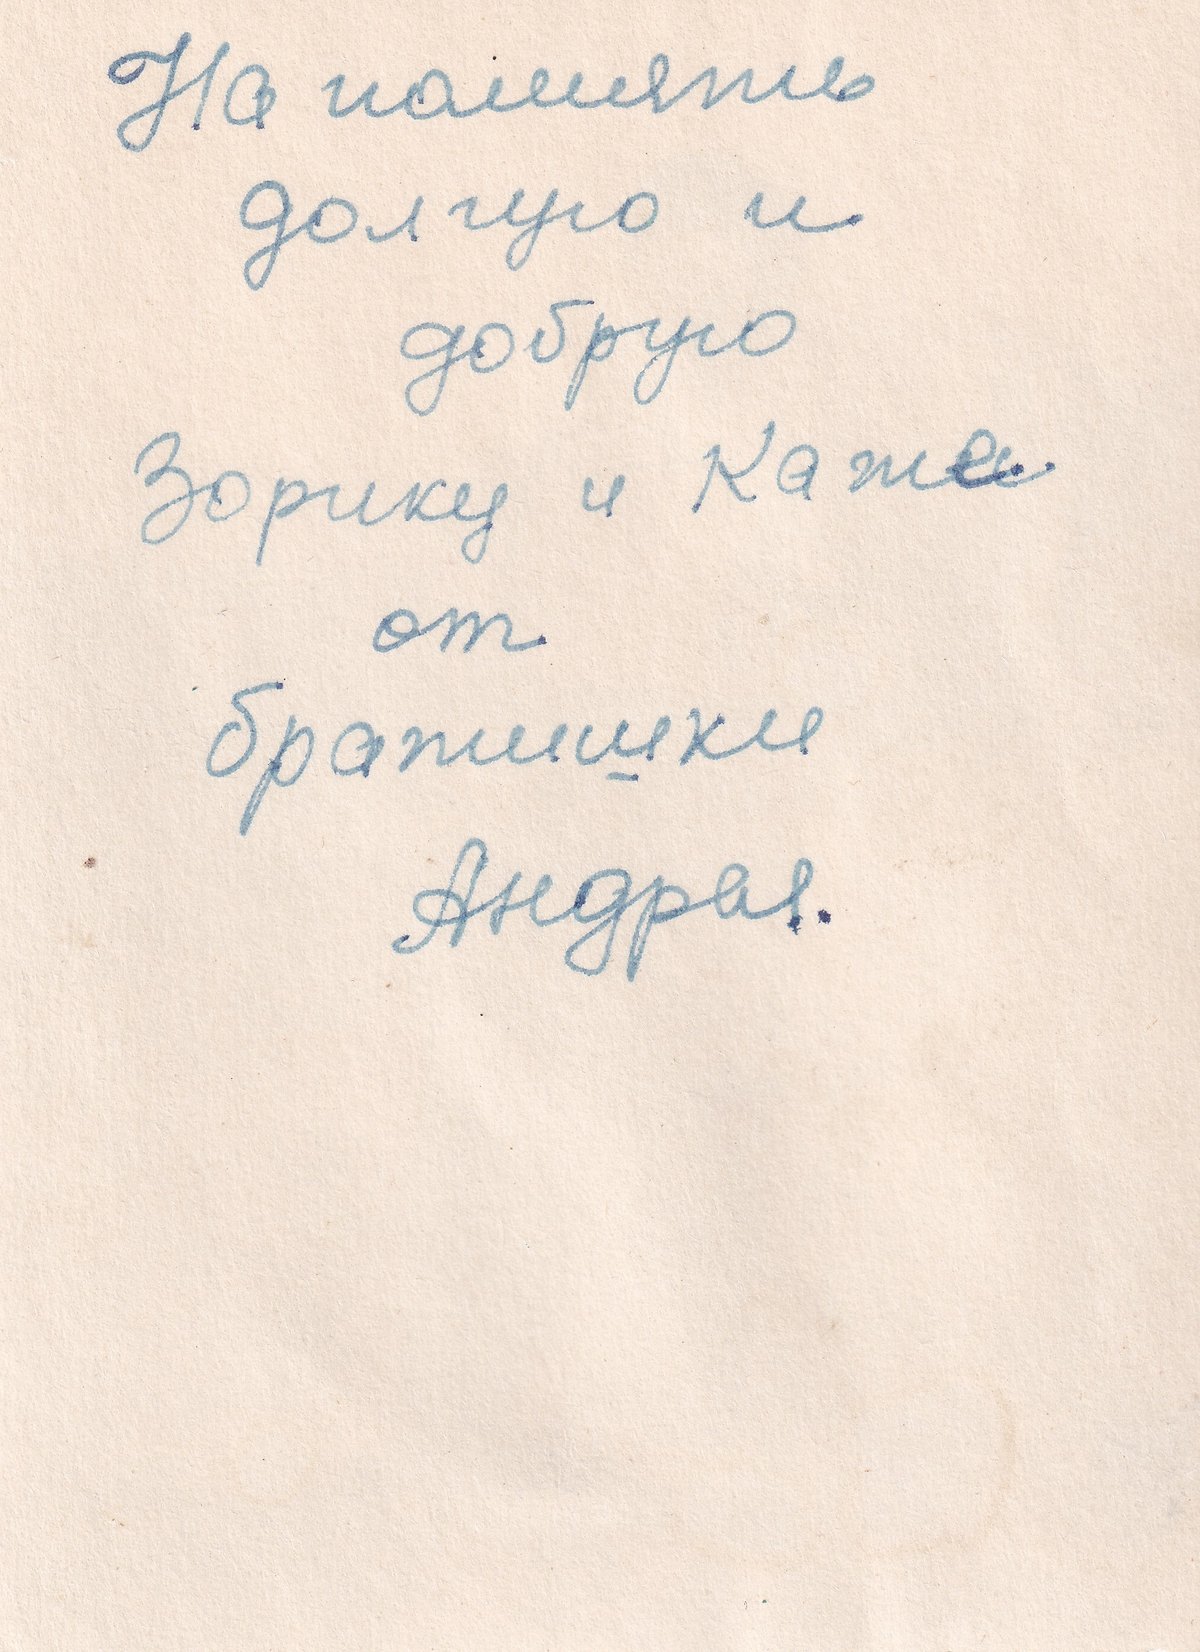 На память
долгую и
добрую
Зорику и Кате
от
братишки
Андрея.